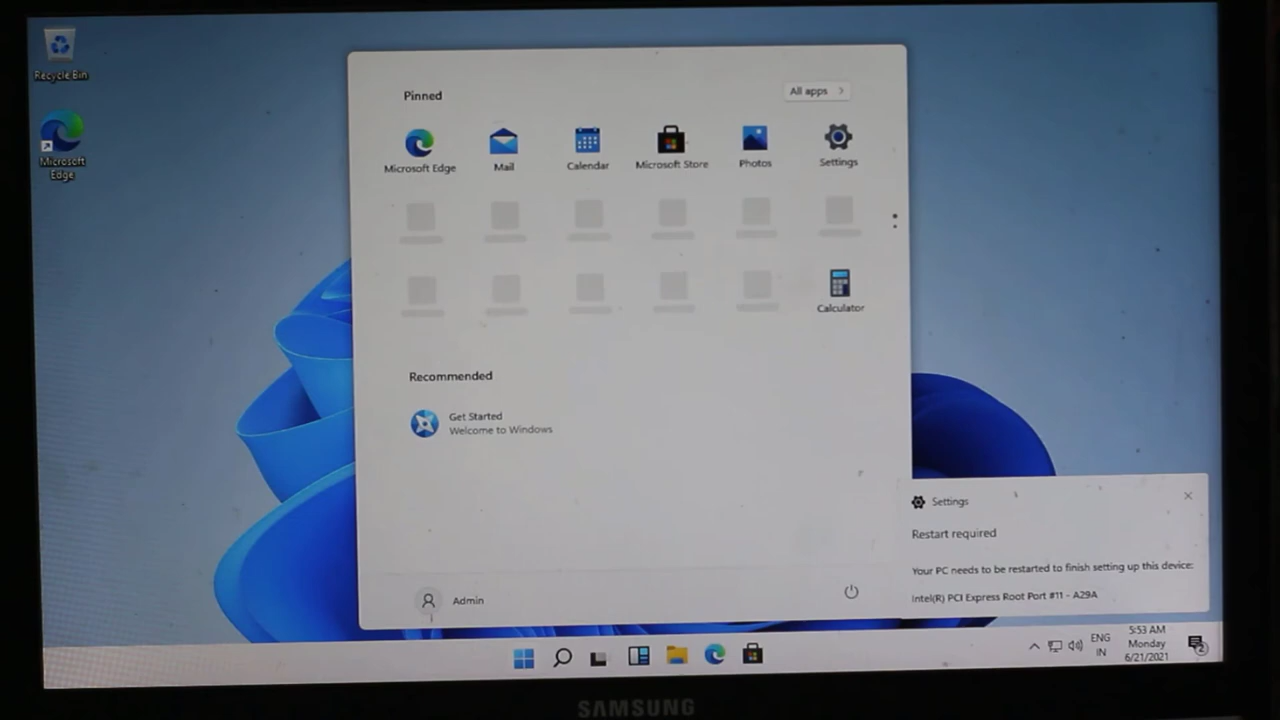 Recycle Bin
Microsoft
Edge
Pinned
All apps
Microsoft Edge
Mail
Calendar
Microsoft Store
Photos
Settings
Calculator
Recommended
Get Started
Welcome to Windows
Admin
Settings
Restart required
Your PC needs to be restarted to finish setting up this device:
Intel(R) PCI Express Root Port #11 - A29A
ENG
IN
5:53 AM
Monday
6/21/2021
2
SAMSUNG